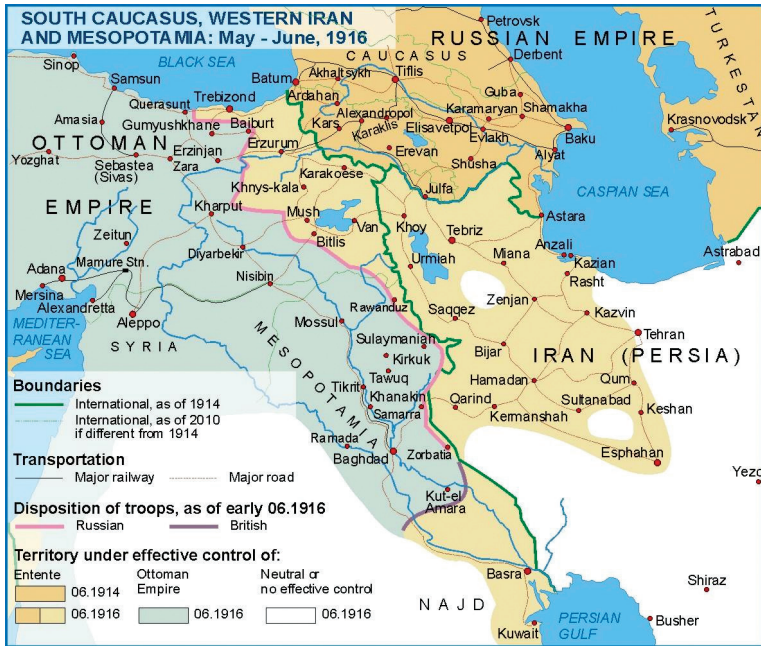 SOUTH CAUCASUS, WESTERN IRAN
AND MESOPOTAMIA: May - June, 1916
Petrovsk
RUSSIAN EMPIRE
Derbent
CAUCASUS
TURKESTAN
BLACK SEA
Sinop
Samsun
Batum
Akhaltsykh
Tiflis
Ardahan
Guba
Trebizond
Querasunt
Alexandropol
Karamaryan
Shamakha
Krasnovodsk
Amasia
Gumyushkhane
Baiburt
Kars
Karaklis
Elisavetpol
Evlakh
Baku
OTTOMAN
Erzurum
Erevan
Shusha
Alyat
Yozghat
Erzinjan
Sebastea
(Sivas)
Zara
Karakoese
Julfa
CASPIAN SEA
Khnys-kala
EMPIRE
Kharput
Mush
Van
Khoy
Astara
Zeitun
Bitlis
Tebriz
Anzali
Kazian
Astrabad
Mamure Stn.
Diyarbekir
Urmiah
Miana
Rasht
Adana
Nisibin
Mersina
Alexandretta
Rawanduz
Zenjan
Kazvin
Aleppo
Mossul
Saqqez
MEDITER-
RANEAN
SEA
SYRIA
MESOPOTAMIA
Sulaymaniah
Tehran
Kirkuk
Bijar
IRAN (PERSIA)
Tawuq
Hamadan
Qum
Tikrit
Khanakin
Samarra
Qarind
Kermanshah
Sultanabad
Keshan
Ramada
Baghdad
Zorbatia
Esphahan
Yezd
Kut-el
Amara
Basra
Shiraz
NAJD
Busher
Kuwait
PERSIAN
GULF
Boundaries
International, as of 1914
International, as of 2010
if different from 1914
Transportation
Major railway
Major road
Disposition of troops, as of early 06.1916
Russian
British
Territory under effective control of:
Entente
Ottoman
Empire
Neutral or
no effective control
06.1914
06.1916
06.1916
06.1916